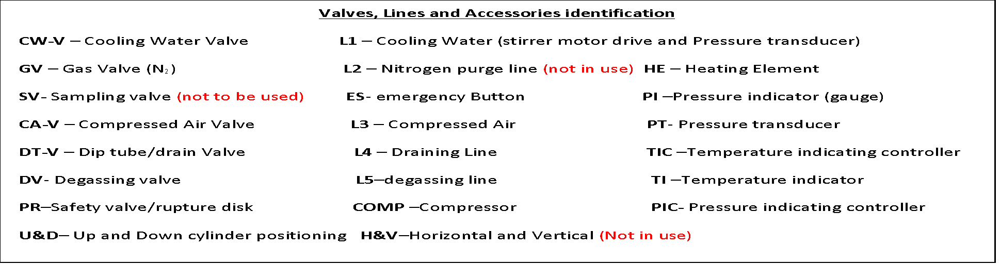 Valves, Lines and Accessories identification
CW-V – Cooling Water Valve L1 – Cooling Water (stirrer motor drive and Pressure transducer)
GV – Gas Valve (N₂) L2 – Nitrogen purge line (not in use) HE – Heating Element
SV- Sampling valve (not to be used) ES- emergency Button PI –Pressure indicator (gauge)
CA-V – Compressed Air Valve L3 – Compressed Air PT- Pressure transducer
DT-V – Dip tube/drain Valve L4 – Draining Line TIC –Temperature indicating controller
DV- Degassing valve L5–degassing line TI –Temperature indicator
PR–Safety valve/rupture disk COMP –Compressor PIC- Pressure indicating controller
U&D– Up and Down cylinder positioning H&V–Horizontal and Vertical (Not in use)